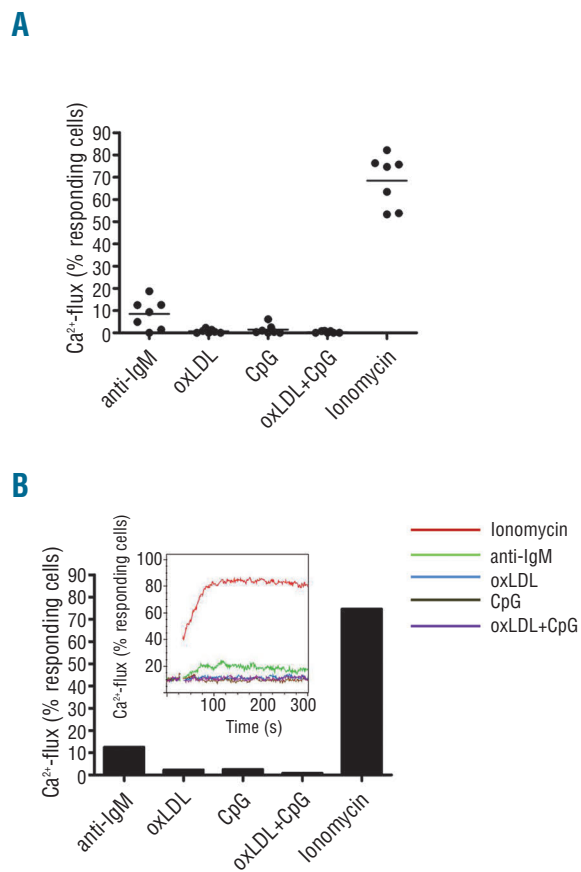 A
Ca²⁺-flux (% responding cells)
90
80
70
60
50
40
30
20
10
0
anti-IgM
oxLDL
CpG
oxLDL+CpG
Ionomycin
B
Ca²⁺-flux (% responding cells)
90
80
70
60
50
40
30
20
10
0
anti-IgM
oxLDL
CpG
oxLDL+CpG
Ionomycin
Ca²⁺-flux (% responding cells)
100
80
60
40
20
100
200
300
Time (s)
Ionomycin
anti-IgM
oxLDL
CpG
oxLDL+CpG